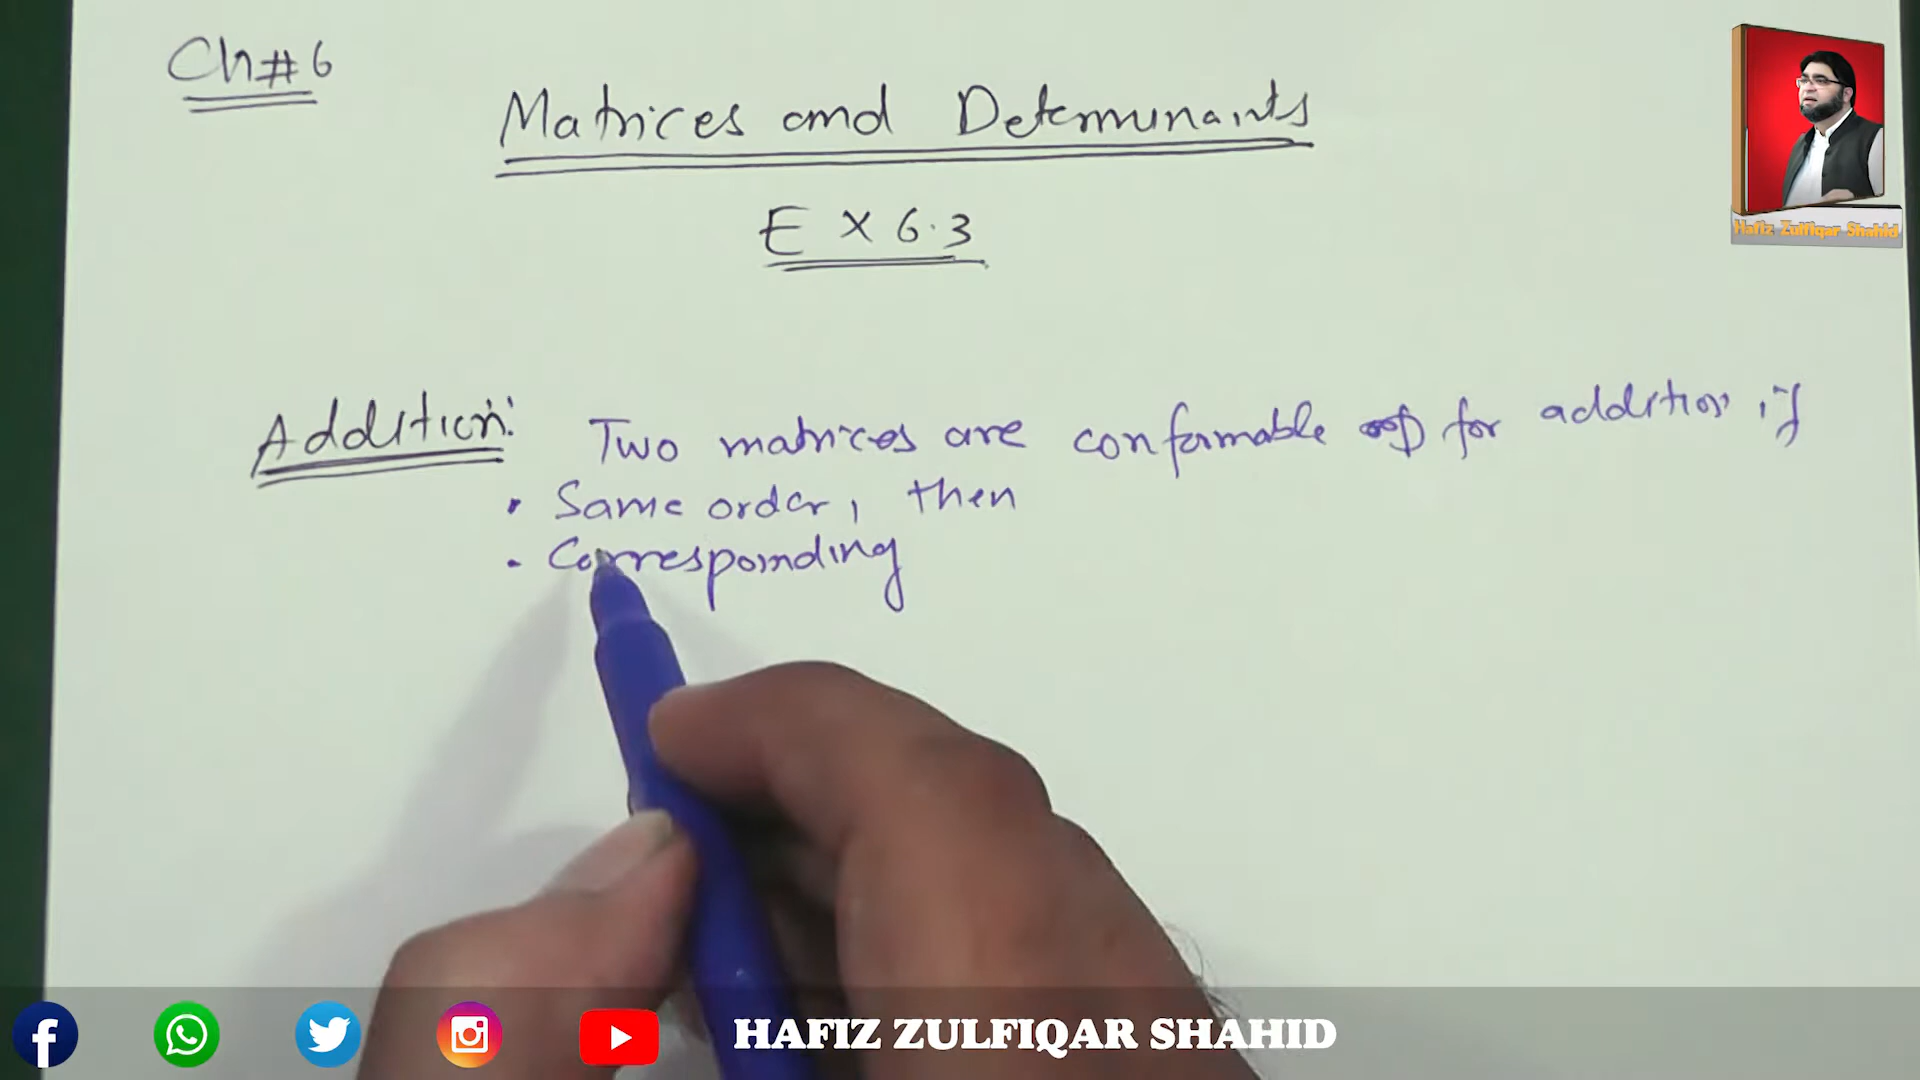 Ch#6
Matrices and Determinants
Ex 6.3
Hafiz Zulfiqar Shahid
Addition: Two matrices are conformable for addition if
• Same order, then
• Corresponding
HAFIZ ZULFIQAR SHAHID